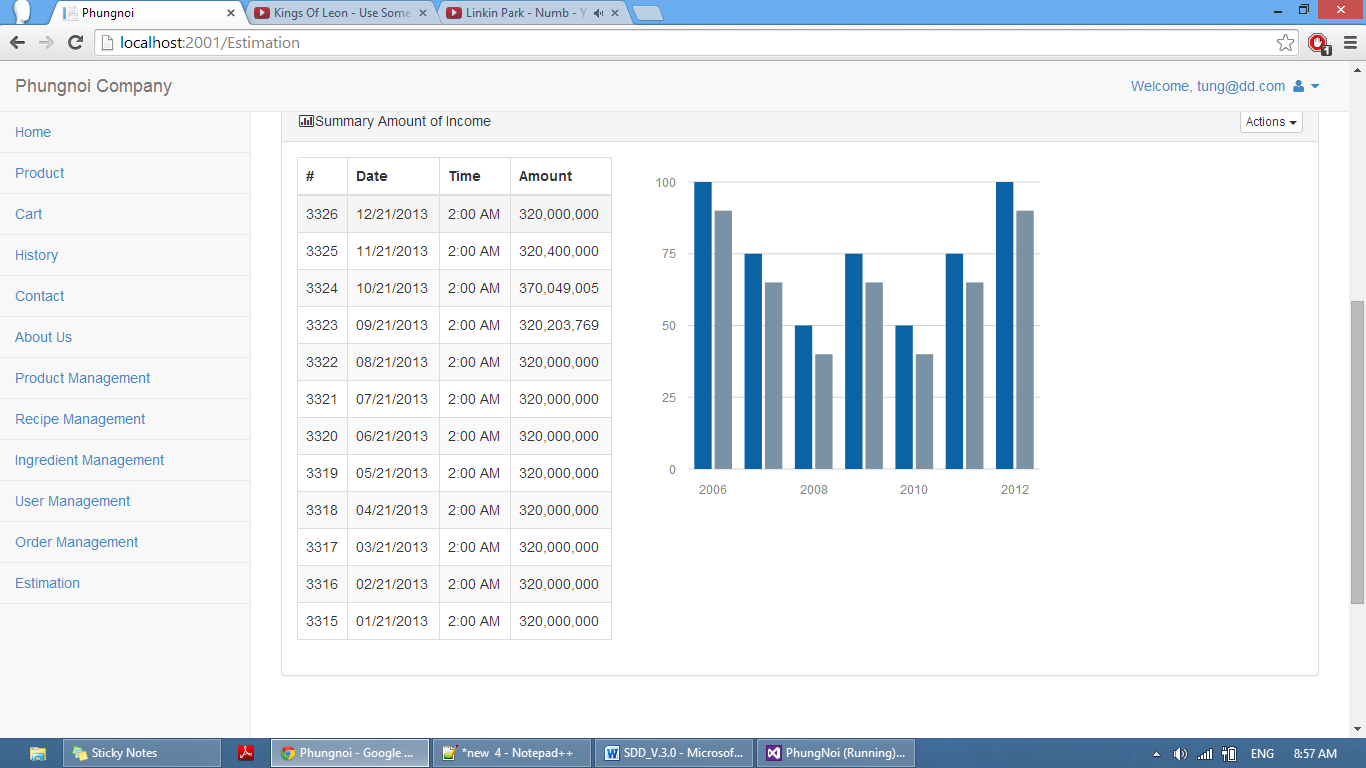 Phungnoi
Kings Of Leon - Use Some
Linkin Park - Numb - Y
localhost:2001/Estimation
1
Phungnoi Company
Welcome, tung@dd.com
Home
Product
Cart
History
Contact
About Us
Product Management
Recipe Management
Ingredient Management
User Management
Order Management
Estimation
Summary Amount of Income
Actions
# Date Time Amount
3326 12/21/2013 2:00 AM 320,000,000
3325 11/21/2013 2:00 AM 320,400,000
3324 10/21/2013 2:00 AM 370,049,005
3323 09/21/2013 2:00 AM 320,203,769
3322 08/21/2013 2:00 AM 320,000,000
3321 07/21/2013 2:00 AM 320,000,000
3320 06/21/2013 2:00 AM 320,000,000
3319 05/21/2013 2:00 AM 320,000,000
3318 04/21/2013 2:00 AM 320,000,000
3317 03/21/2013 2:00 AM 320,000,000
3316 02/21/2013 2:00 AM 320,000,000
3315 01/21/2013 2:00 AM 320,000,000
100
75
50
25
0
2006 2008 2010 2012
Sticky Notes
Phungnoi - Google ...
*new 4 - Notepad++
SDD_V.3.0 - Microsof...
PhungNoi (Running)...
ENG
8:57 AM